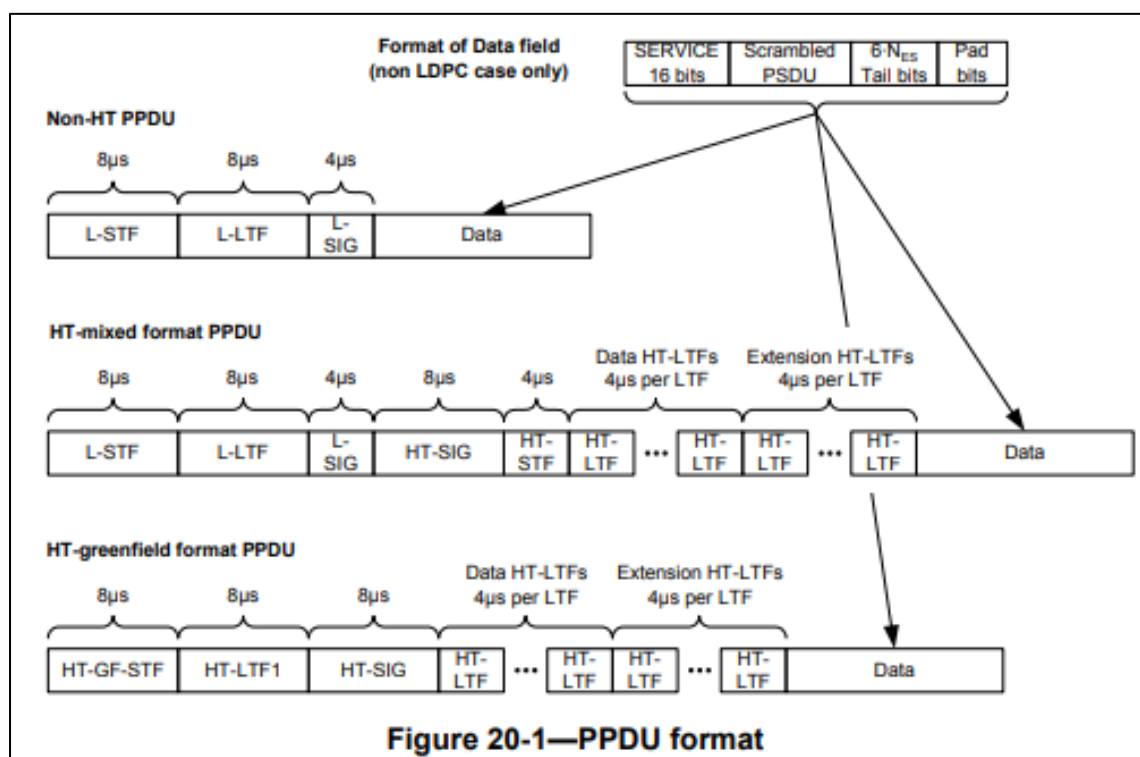 Format of Data field
(non LDPC case only)
SERVICE
16 bits
Scrambled
PSDU
6·NES
Tail bits
Pad
bits
Non-HT PPDU
8µs
8µs
4µs
L-STF
L-LTF
L-
SIG
Data
HT-mixed format PPDU
Data HT-LTFs
4µs per LTF
Extension HT-LTFs
4µs per LTF
8µs
8µs
4µs
8µs
4µs
L-STF
L-LTF
L-
SIG
HT-SIG
HT-
STF
HT-
LTF
•••
HT-
LTF
HT-
LTF
•••
HT-
LTF
Data
HT-greenfield format PPDU
Data HT-LTFs
4µs per LTF
Extension HT-LTFs
4µs per LTF
8µs
8µs
8µs
HT-GF-STF
HT-LTF1
HT-SIG
HT-
LTF
•••
HT-
LTF
HT-
LTF
•••
HT-
LTF
Data
Figure 20-1—PPDU format